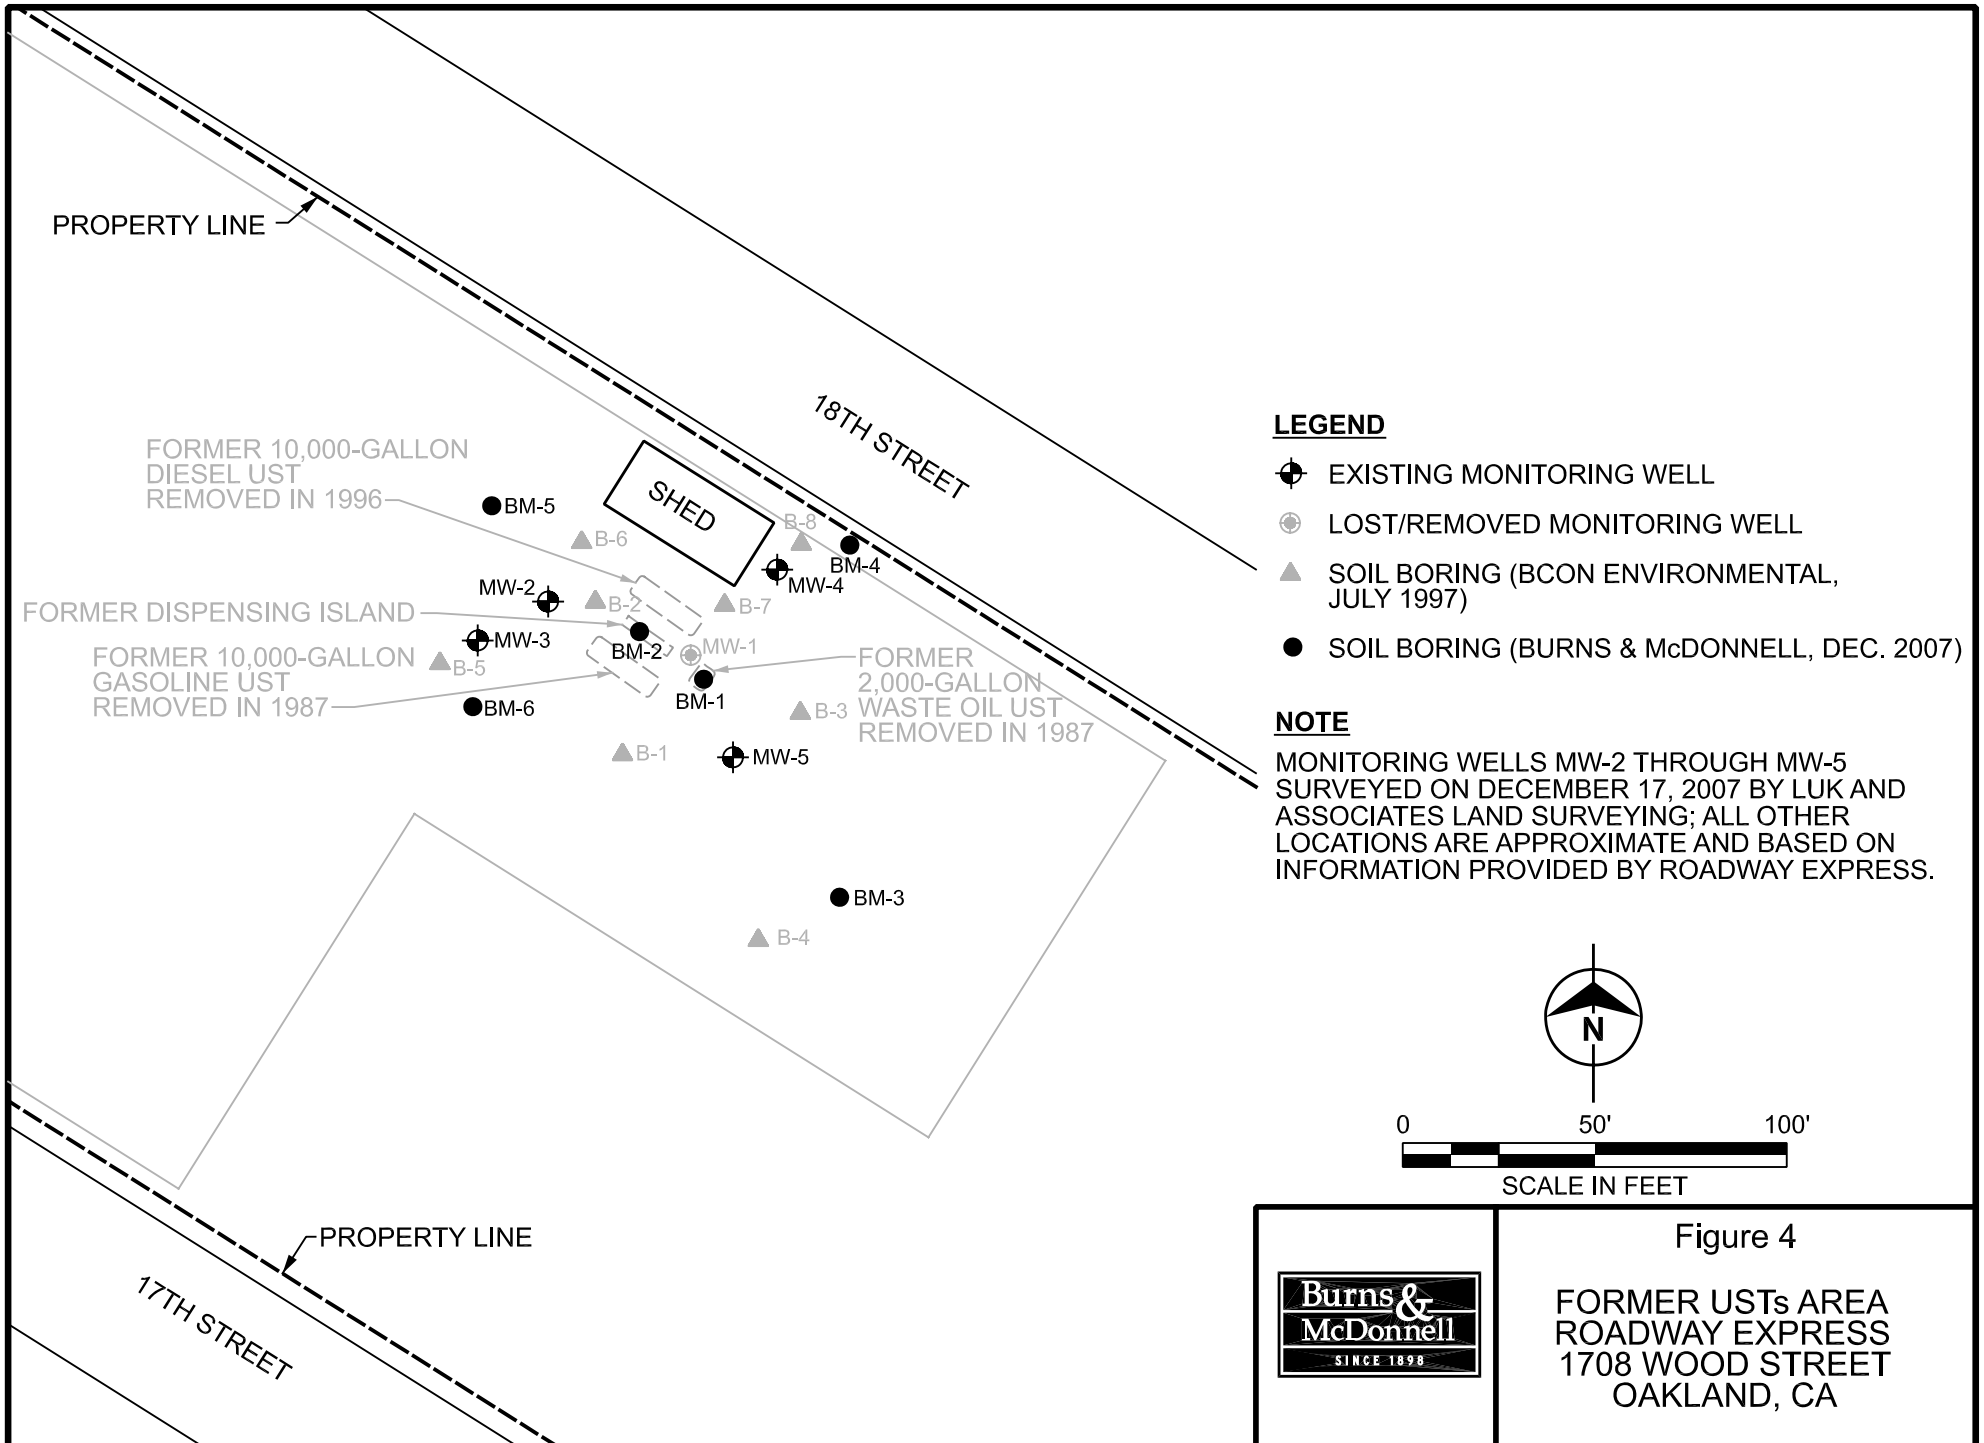 PROPERTY LINE
18TH STREET
FORMER 10,000-GALLON
DIESEL UST
REMOVED IN 1996
SHED
BM-5
B-6
B-8
BM-4
MW-4
MW-2
B-2
B-7
FORMER DISPENSING ISLAND
MW-3
BM-2
MW-1
B-5
FORMER 10,000-GALLON
GASOLINE UST
REMOVED IN 1987
FORMER
2,000-GALLON
WASTE OIL UST
REMOVED IN 1987
BM-1
BM-6
B-3
B-1
MW-5
BM-3
B-4
PROPERTY LINE
17TH STREET
LEGEND
EXISTING MONITORING WELL
LOST/REMOVED MONITORING WELL
SOIL BORING (BCON ENVIRONMENTAL,
JULY 1997)
SOIL BORING (BURNS & McDONNELL, DEC. 2007)
NOTE
MONITORING WELLS MW-2 THROUGH MW-5
SURVEYED ON DECEMBER 17, 2007 BY LUK AND
ASSOCIATES LAND SURVEYING; ALL OTHER
LOCATIONS ARE APPROXIMATE AND BASED ON
INFORMATION PROVIDED BY ROADWAY EXPRESS.
N
0 50' 100'
SCALE IN FEET
Burns &
McDonnell
SINCE 1898
Figure 4
FORMER USTs AREA
ROADWAY EXPRESS
1708 WOOD STREET
OAKLAND, CA